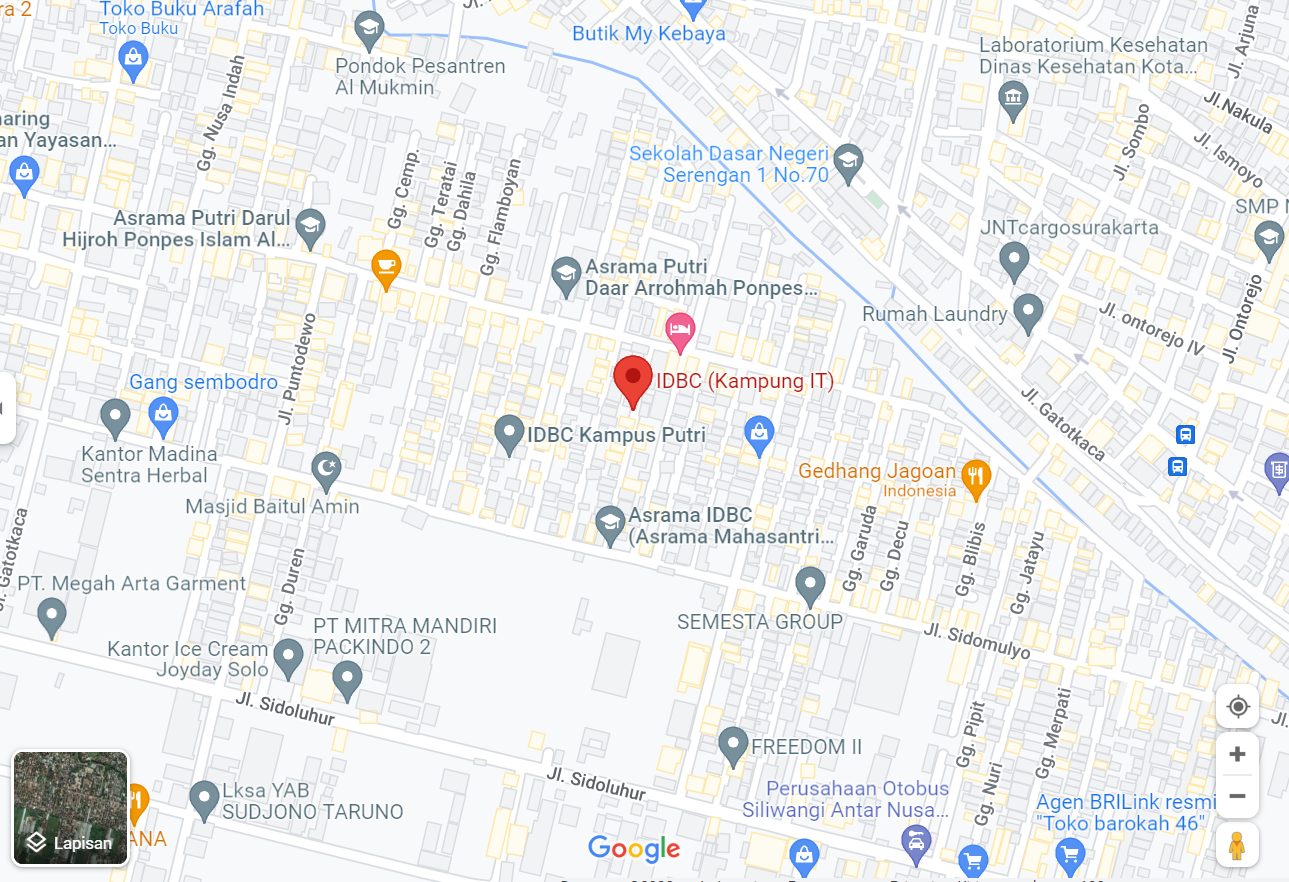 ra 2
Toko Buku Arafah
Toko Buku
Butik My Kebaya
Pondok Pesantren
Al Mukmin
Laboratorium Kesehatan
Dinas Kesehatan Kota...
Jl. Arjuna
Gg. Nusa Indah
Jl.Nakula
Jl. Sombo
Jl. Ismoyo
haring
an Yayasan...
Sekolah Dasar Negeri
Serengan 1 No.70
Gg. Cemp.
Gg. Teratai
Gg. Dahlia
Gg. Flamboyan
Asrama Putri Darul
Hijroh Ponpes Islam Al...
SMP N
JNTcargosurakarta
Asrama Putri
Daar Arrohmah Ponpes...
Rumah Laundry
Jl. ontorejo IV
Jl. Ontorejo
Jl. Puntodewo
Gang sembodro
IDBC (Kampung IT)
Jl. Gatotkaca
IDBC Kampus Putri
Kantor Madina
Sentra Herbal
Masjid Baitul Amin
Gedhang Jagoan
Indonesia
Asrama IDBC
(Asrama Mahasantri...
Gg. Garuda
Gg. Decu
Gg. Blibis
Gg. Jatayu
Jl. Gatotkaca
PT. Megah Arta Garment
Gg. Duren
SEMESTA GROUP
Jl. Sidomulyo
PT MITRA MANDIRI
PACKINDO 2
Kantor Ice Cream
Joyday Solo
Jl. Sidoluhur
Gg. Pipit
Gg. Merpati
FREEDOM II
Jl. Sidoluhur
Gg. Nuri
Lksa YAB
SUDJONO TARUNO
Perusahaan Otobus
Siliwangi Antar Nusa...
Agen BRILink resmi
"Toko barokah 46"
Lapisan
ANA
Google